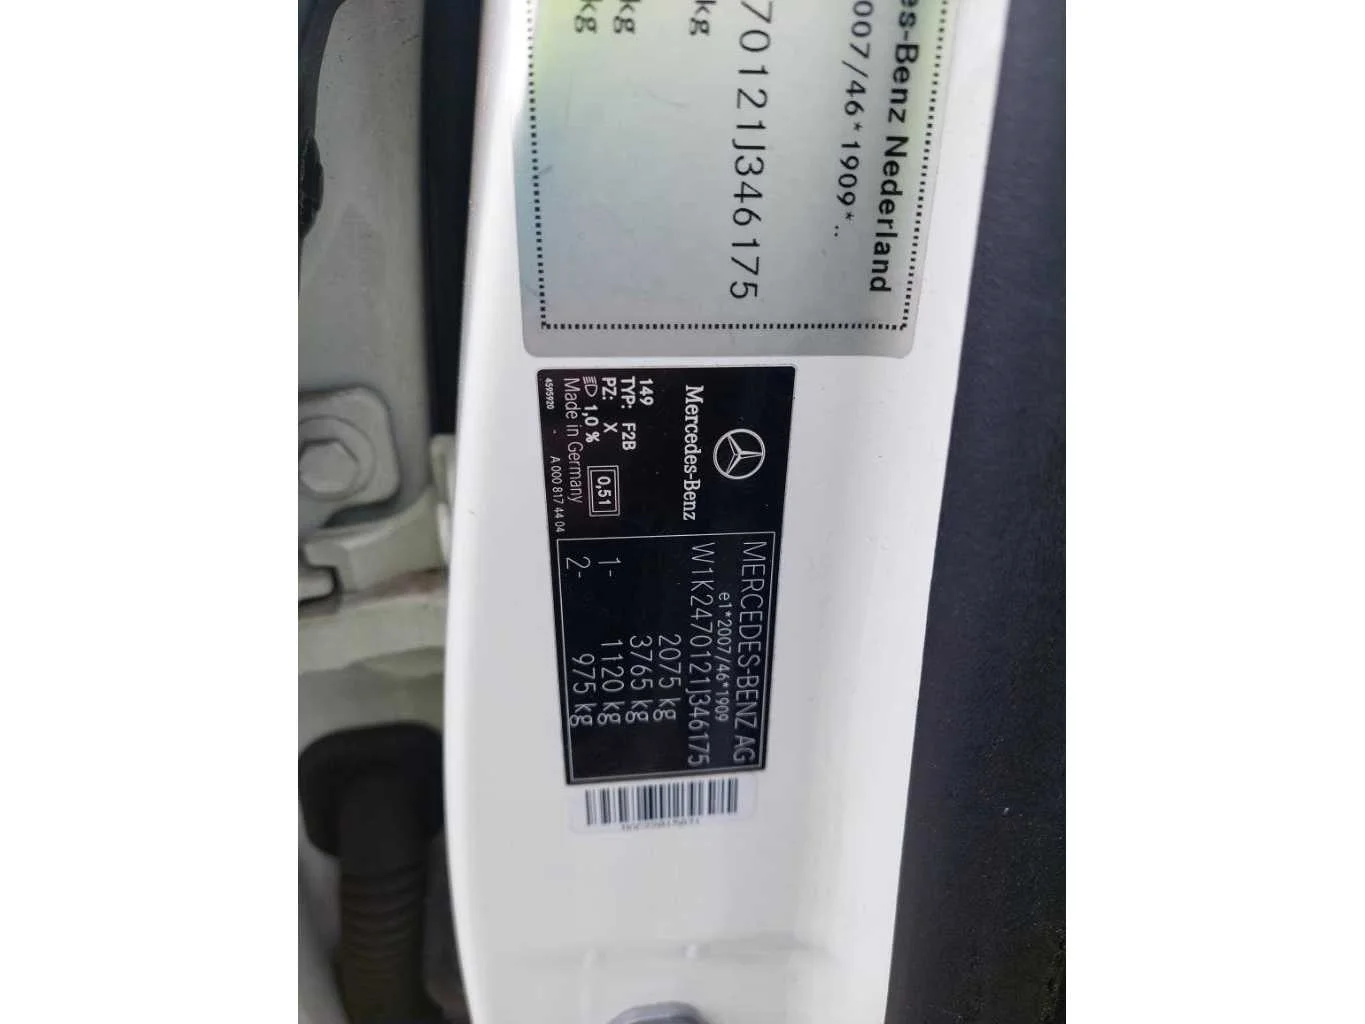 es-Benz Nederland
007/46*1909*..
70121J346175
kg
kg
kg
Mercedes-Benz
149
TYP: F2B
PZ: X
1,0 %
0,51
Made in Germany
4595920
A 000 817 44 04
MERCEDES-BENZ AG
e1*2007/46*1909
W1K2470121J346175
2075 kg
3765 kg
1- 1120 kg
2- 975 kg